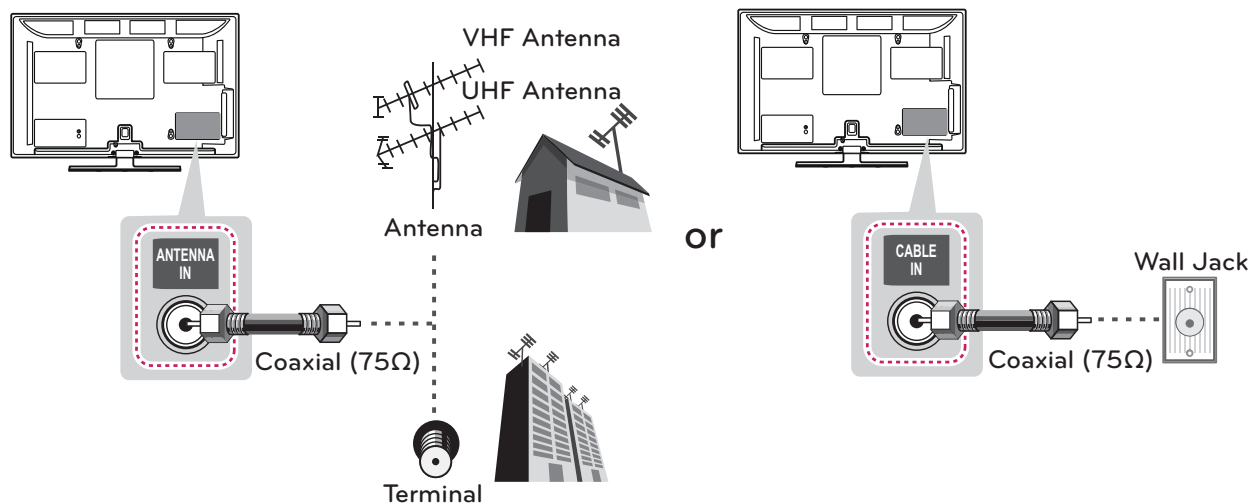 VHF Antenna
UHF Antenna
Antenna
ANTENNA
IN
Coaxial (75Ω)
Terminal
or
CABLE
IN
Wall Jack
Coaxial (75Ω)